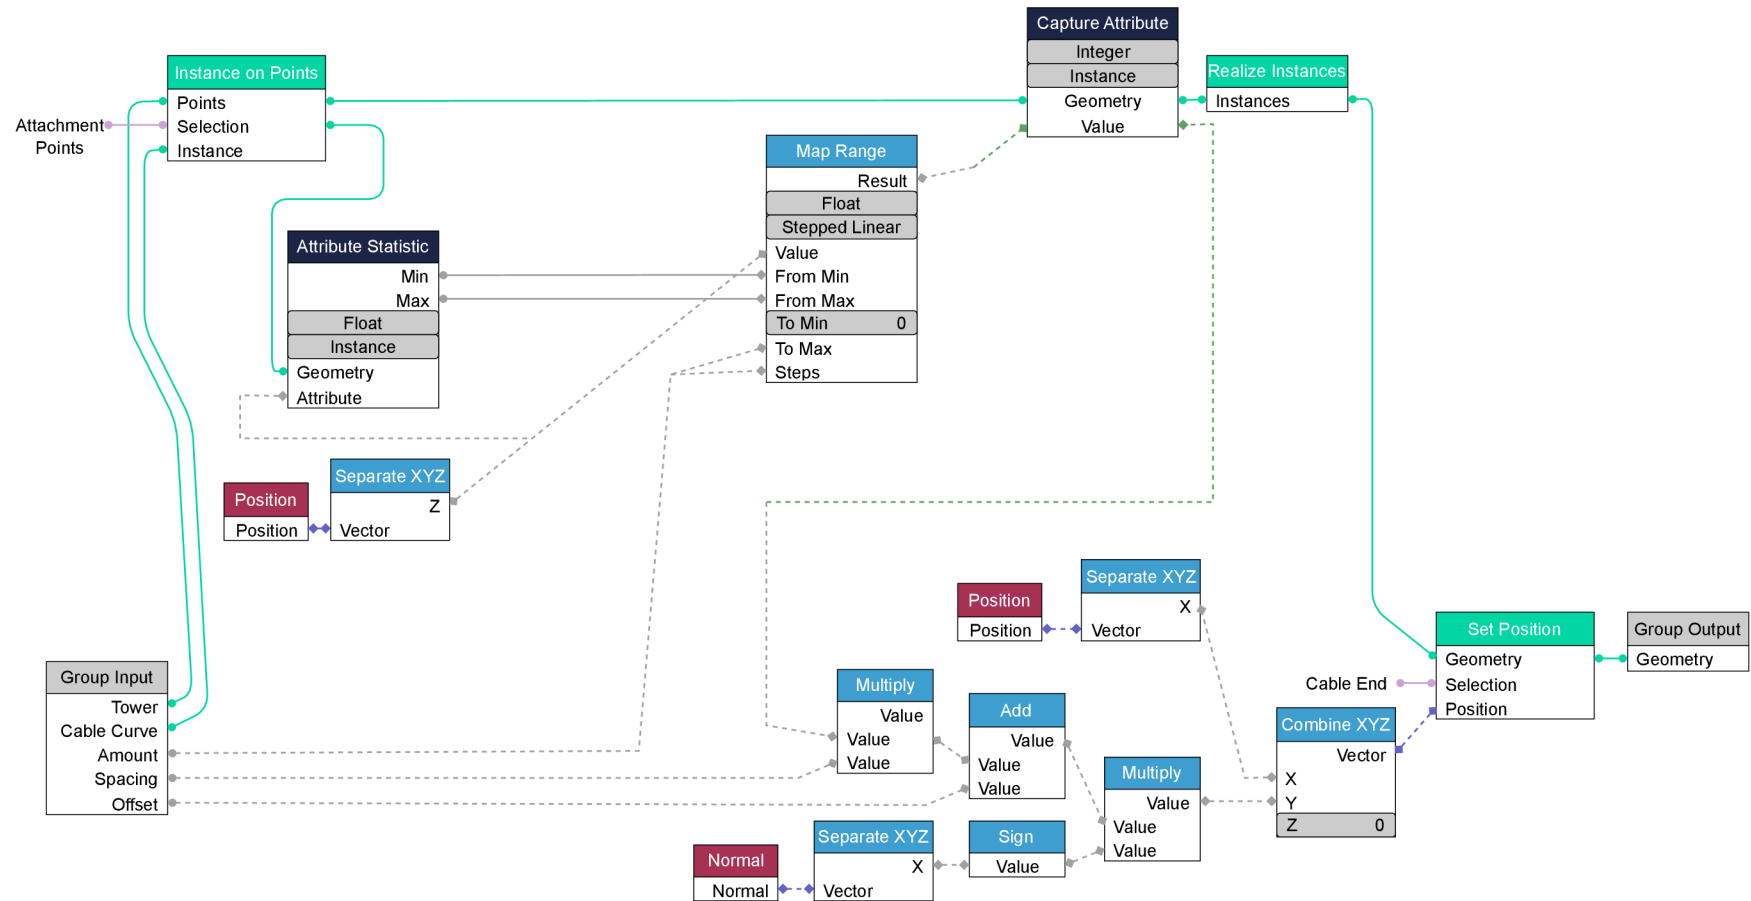 Capture Attribute
Integer
Instance
Geometry
Value
Realize Instances
Instances
Instance on Points
Points
Selection
Instance
Attachment
Points
Map Range
Result
Float
Stepped Linear
Value
From Min
From Max
To Min 0
To Max
Steps
Attribute Statistic
Min
Max
Float
Instance
Geometry
Attribute
Separate XYZ
Z
Vector
Position
Position
Separate XYZ
X
Vector
Position
Position
Set Position
Geometry
Selection
Position
Group Output
Geometry
Cable End
Group Input
Tower
Cable Curve
Amount
Spacing
Offset
Multiply
Value
Value
Value
Add
Value
Value
Value
Multiply
Value
Value
Value
Combine XYZ
Vector
X
Y
Z 0
Separate XYZ
X
Vector
Sign
Value
Normal
Normal